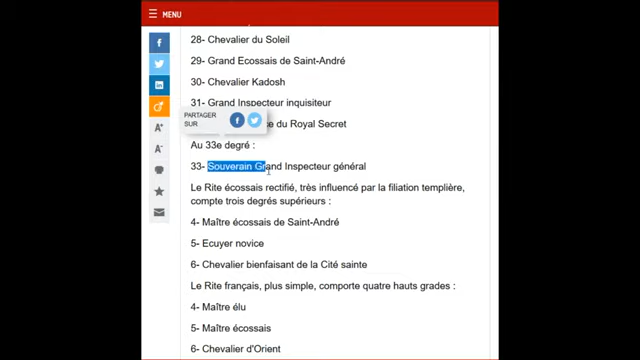 MENU
28- Chevalier du Soleil
29- Grand Ecossais de Saint-André
30- Chevalier Kadosh
31- Grand Inspecteur inquisiteur
PARTAGER
SUR
ce du Royal Secret
Au 33e degré :
33- Souverain Grand Inspecteur général
Le Rite écossais rectifié, très influencé par la filiation templière,
compte trois degrés supérieurs :
4- Maître écossais de Saint-André
5- Ecuyer novice
6- Chevalier bienfaisant de la Cité sainte
Le Rite français, plus simple, comporte quatre hauts grades :
4- Maître élu
5- Maître écossais
6- Chevalier d'Orient
A+
A-